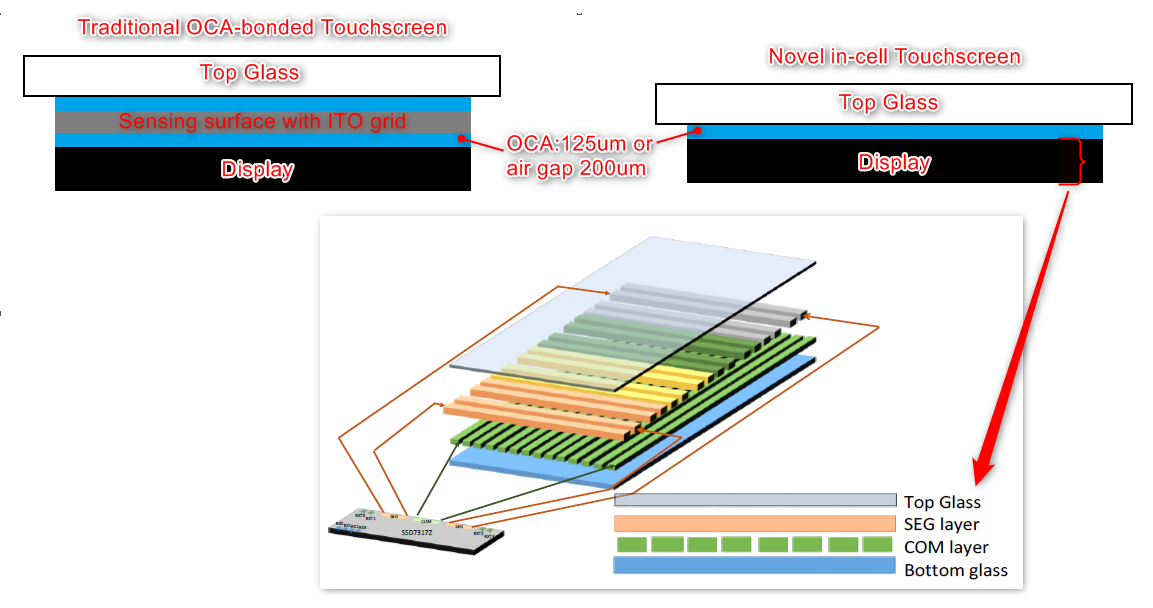 Traditional OCA-bonded Touchscreen
Top Glass
Sensing surface with ITO grid
Display
OCA:125um or
air gap 200um
Novel in-cell Touchscreen
Top Glass
Display
SEG
COM
SEG
SSD7317Z
Top Glass
SEG layer
COM layer
Bottom glass